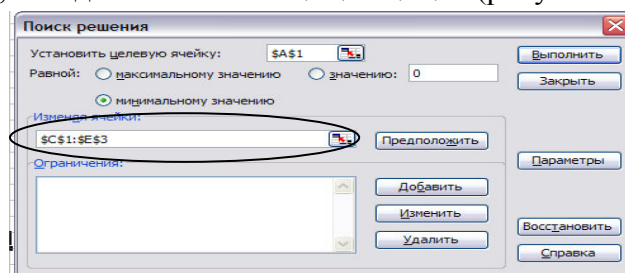 Поиск решения
Установить целевую ячейку: $A$1
Равной: максимальному значению значению: 0
минимальному значению
Изменяя ячейки:
$C$1:$E$3
Предположить
Ограничения:
Добавить
Изменить
Удалить
Выполнить
Закрыть
Параметры
Восстановить
Справка